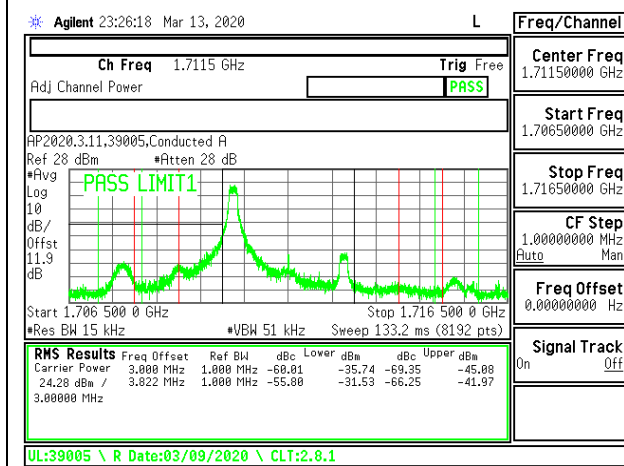 Agilent 23:26:18 Mar 13, 2020 L
Freq/Channel
Ch Freq 1.7115 GHz Trig Free
Adj Channel Power PASS
Center Freq
1.71150000 GHz
Start Freq
1.70650000 GHz
Stop Freq
1.71650000 GHz
CF Step
1.00000000 MHz
Auto Man
Freq Offset
0.00000000 Hz
Signal Track
On Off
AP2020.3.11,39005,Conducted A
Ref 28 dBm #Atten 28 dB
#Avg
Log
10
dB/
Offst
11.9
dB
PASS LIMIT1
Start 1.706 500 0 GHz Stop 1.716 500 0 GHz
#Res BW 15 kHz #VBW 51 kHz Sweep 133.2 ms (8192 pts)
RMS Results Freq Offset Ref BW dBc Lower dBm dBc Upper dBm
Carrier Power 3.000 MHz 1.000 MHz -60.01 -35.74 -69.35 -45.08
24.28 dBm / 3.822 MHz 1.000 MHz -55.80 -31.53 -66.25 -41.97
3.00000 MHz
UL:39005 \ R Date:03/09/2020 \ CLT:2.8.1